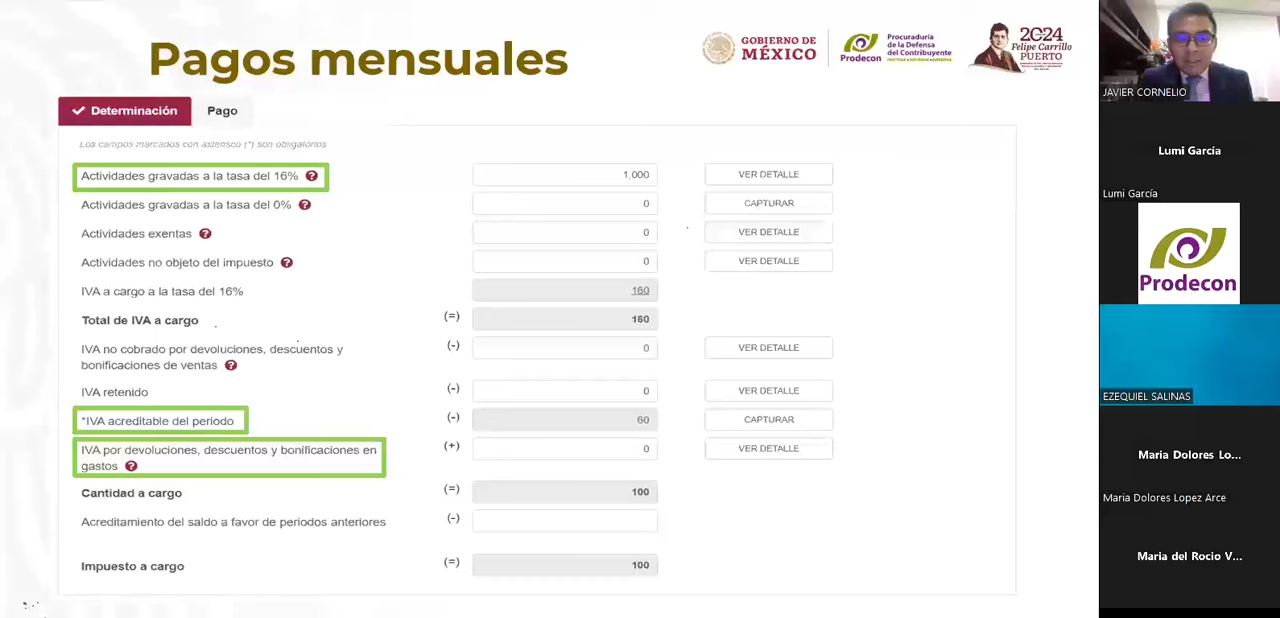 Pagos mensuales
GOBIERNO DE
MÉXICO
Prodecon
Procuraduría
de la Defensa
del Contribuyente
2024
Felipe Carrillo
PUERTO
Determinación
Pago
Los campos marcados con asterisco (*) son obligatorios
Actividades gravadas a la tasa del 16% ? 1,000 VER DETALLE
Actividades gravadas a la tasa del 0% ? 0 CAPTURAR
Actividades exentas ? 0 VER DETALLE
Actividades no objeto del impuesto ? 0 VER DETALLE
IVA a cargo a la tasa del 16% 160
Total de IVA a cargo (=) 160
IVA no cobrado por devoluciones, descuentos y (-) 0 VER DETALLE
bonificaciones de ventas ?
IVA retenido (-) 0 VER DETALLE
*IVA acreditable del periodo (-) 60 CAPTURAR
IVA por devoluciones, descuentos y bonificaciones en (+) 0 VER DETALLE
gastos ?
Cantidad a cargo (=) 100
Acreditamiento del saldo a favor de periodos anteriores (-)
Impuesto a cargo (=) 100
JAVIER CORNELIO
Lumi García
Lumi García
Prodecon
EZEQUIEL SALINAS
Maria Dolores Lo...
Maria Dolores Lopez Arce
Maria del Rocio V...